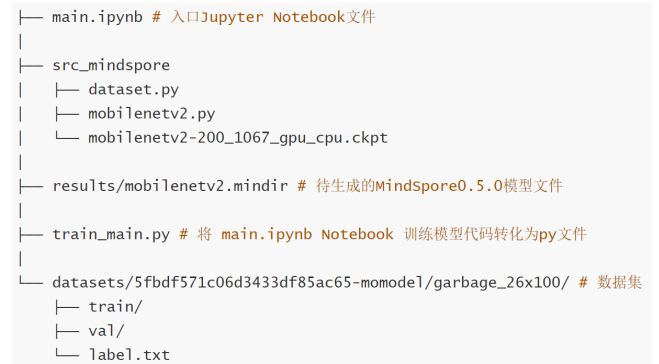 ├── main.ipynb # 入口Jupyter Notebook文件
│
├── src_mindspore
│   ├── dataset.py
│   ├── mobilenetv2.py
│   └── mobilenetv2-200_1067_gpu_cpu.ckpt
│
├── results/mobilenetv2.mindir # 待生成的MindSpore0.5.0模型文件
│
├── train_main.py # 将 main.ipynb Notebook 训练模型代码转化为py文件
│
└── datasets/5fbdf571c06d3433df85ac65-momodel/garbage_26x100/ # 数据集
    ├── train/
    ├── val/
    └── label.txt